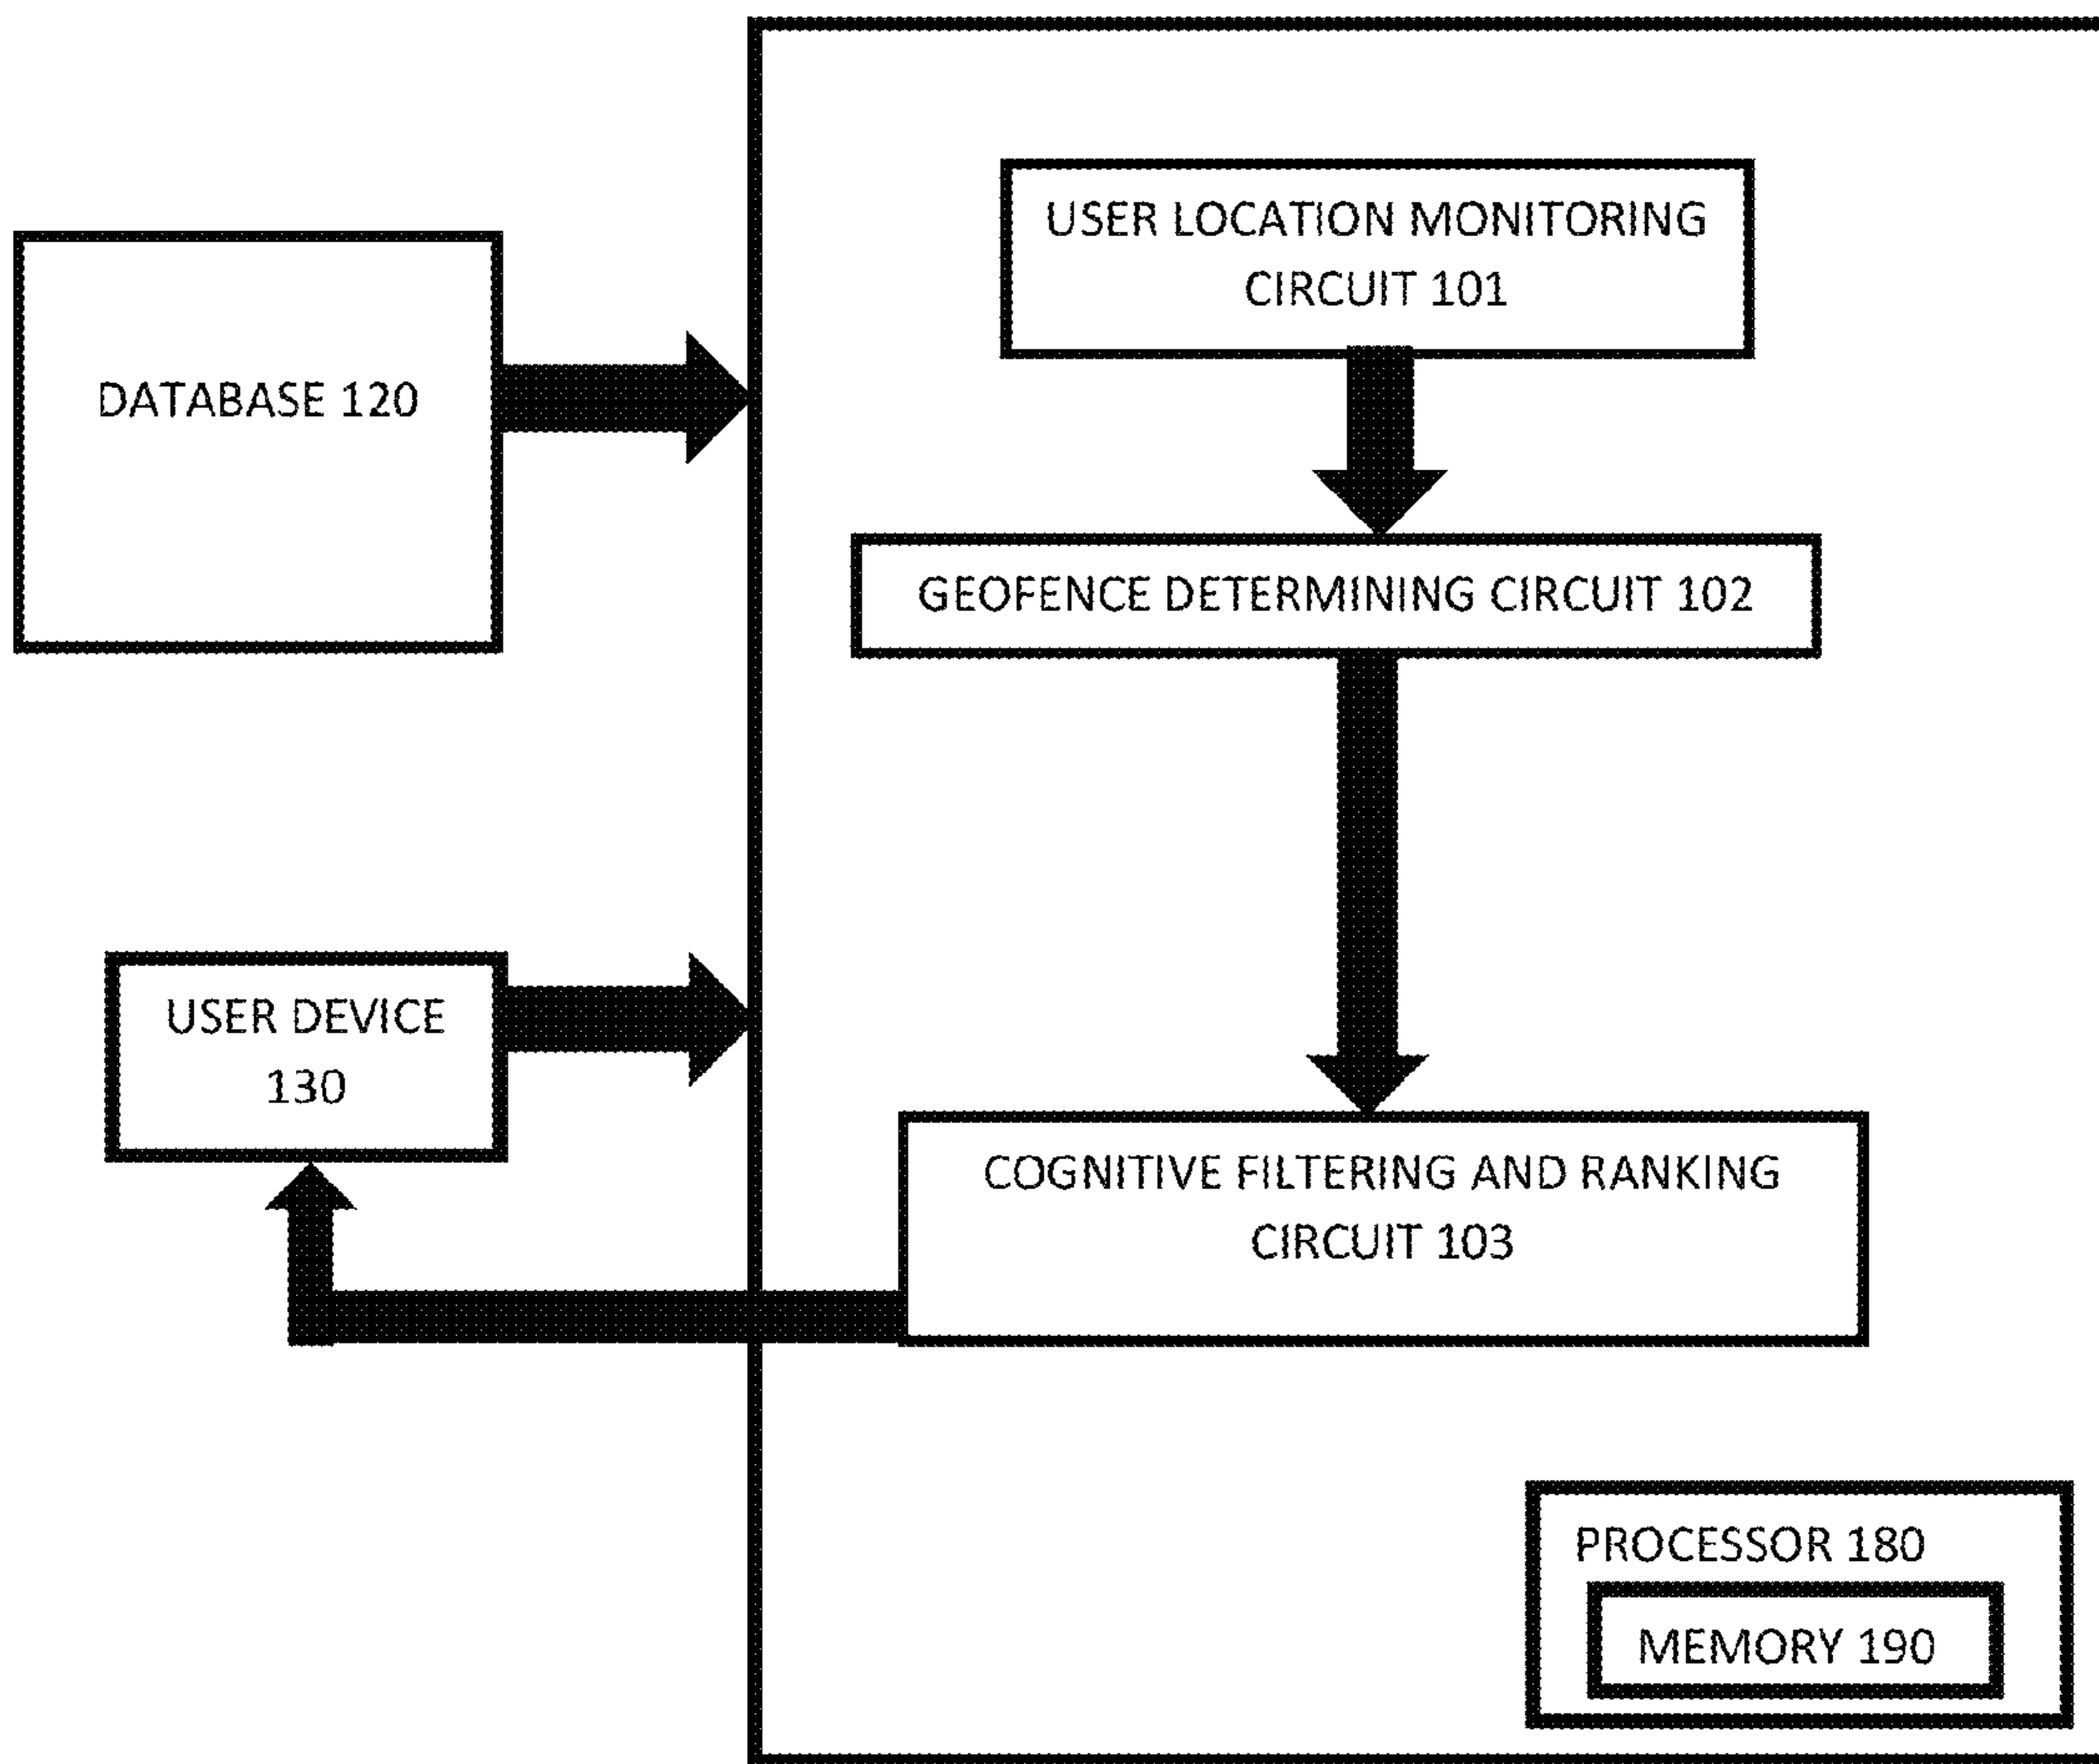 USER LOCATION MONITORING
CIRCUIT 101
DATABASE 120
GEOFENCE DETERMINING CIRCUIT 102
USER DEVICE
130
COGNITIVE FILTERING AND RANKING
CIRCUIT 103
PROCESSOR 180
MEMORY 190